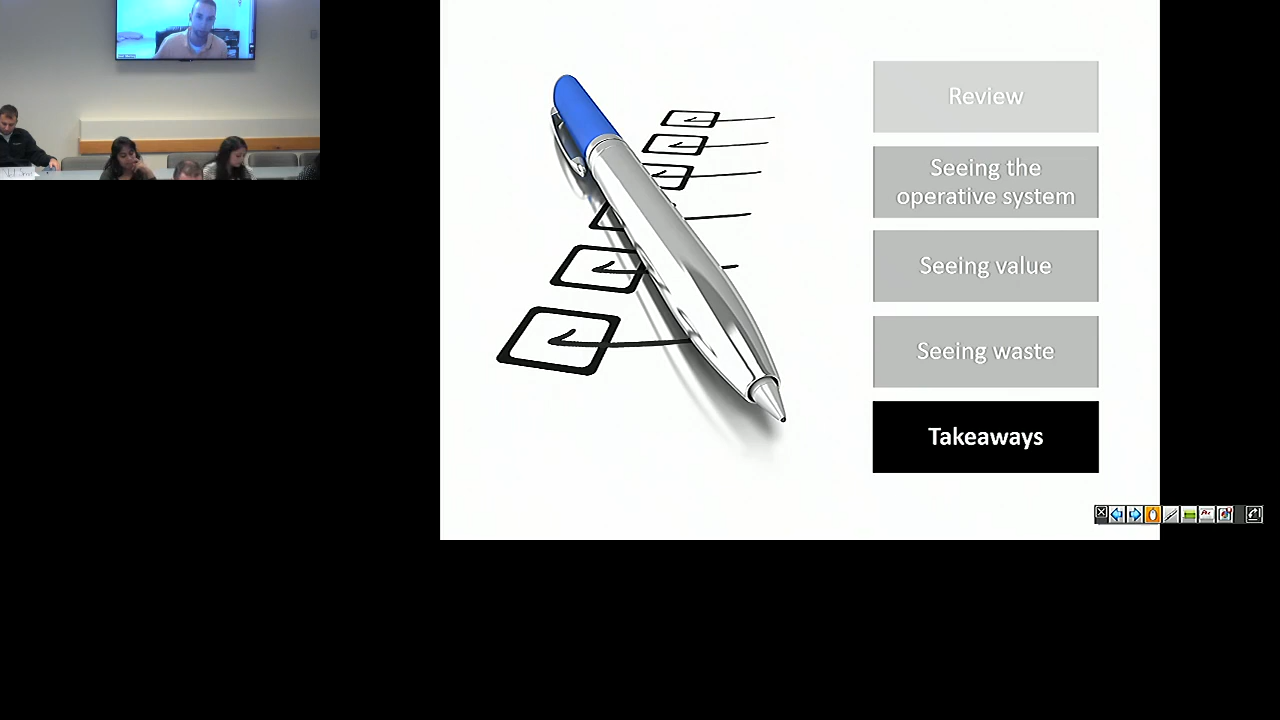 Review
Seeing the
operative system
Seeing value
Seeing waste
Takeaways